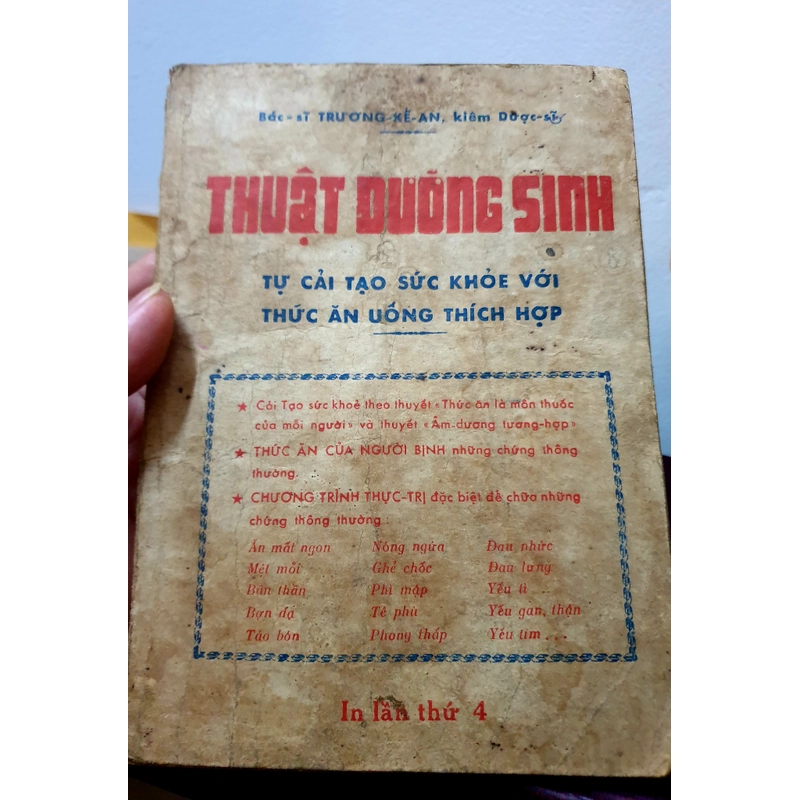 Bác-sĩ TRƯƠNG-KẾ-AN, kiêm Dược-sĩ
THUẬT DƯỠNG SINH
TỰ CẢI TẠO SỨC KHỎE VỚI
THỨC ĂN UỐNG THÍCH HỢP
★ Cải Tạo sức khoẻ theo thuyết «Thức ăn là môn thuốc
của mỗi người» và thuyết «Âm-dương tương-hợp»
★ THỨC ĂN CỦA NGƯỜI BỊNH những chứng thông
thường.
★ CHƯƠNG TRÌNH THỰC-TRỊ đặc biệt để chữa những
chứng thông thường:
Ăn mất ngon Nóng ngứa Đau nhức
Mệt mỏi Ghẻ chốc Đau lưng
Bần thần Phì mập Yếu tì . .
Bợn dạ Tê phù Yếu gan, thận
Táo bón Phong thấp Yếu tim . . .
In lần thứ 4